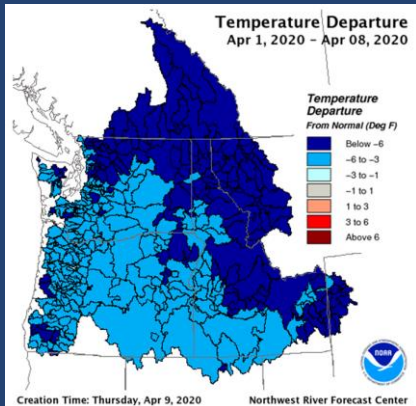 Temperature Departure
Apr 1, 2020 – Apr 08, 2020
Temperature
Departure
From Normal (Deg F)
Below −6
−6 to −3
−3 to −1
−1 to 1
1 to 3
3 to 6
Above 6
NOAA
Creation Time: Thursday, Apr 9, 2020 Northwest River Forecast Center